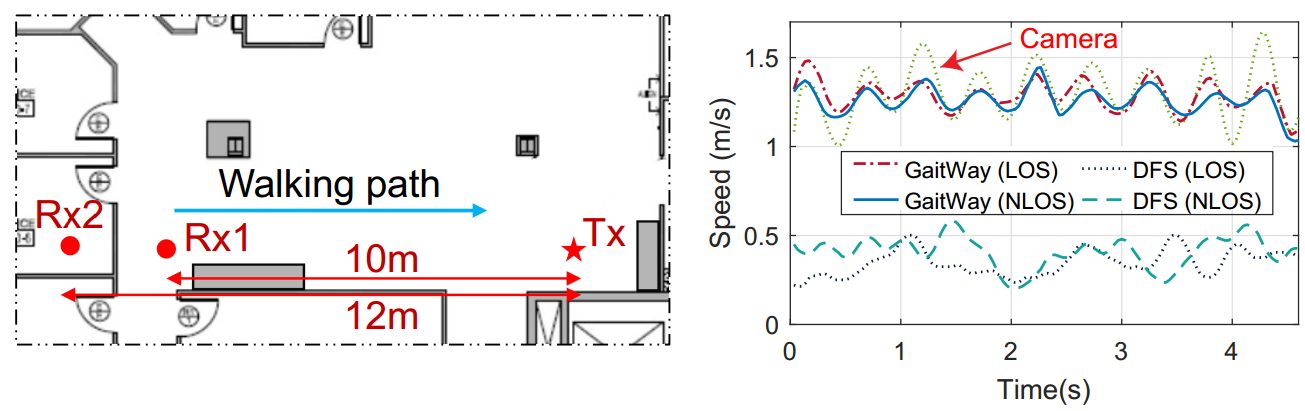 Walking path
Rx2
Rx1
Tx
10m
12m
Camera
Speed (m/s)
1.5
1
0.5
0
GaitWay (LOS)
DFS (LOS)
GaitWay (NLOS)
DFS (NLOS)
0
1
2
3
4
Time(s)